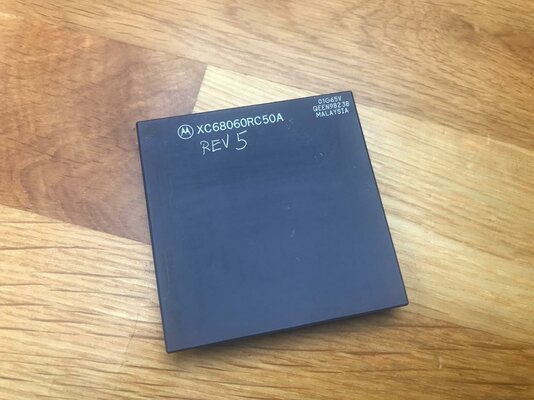 XC68060RC50A
REV 5
01G65V
QEEN9823B
MALAYSIA